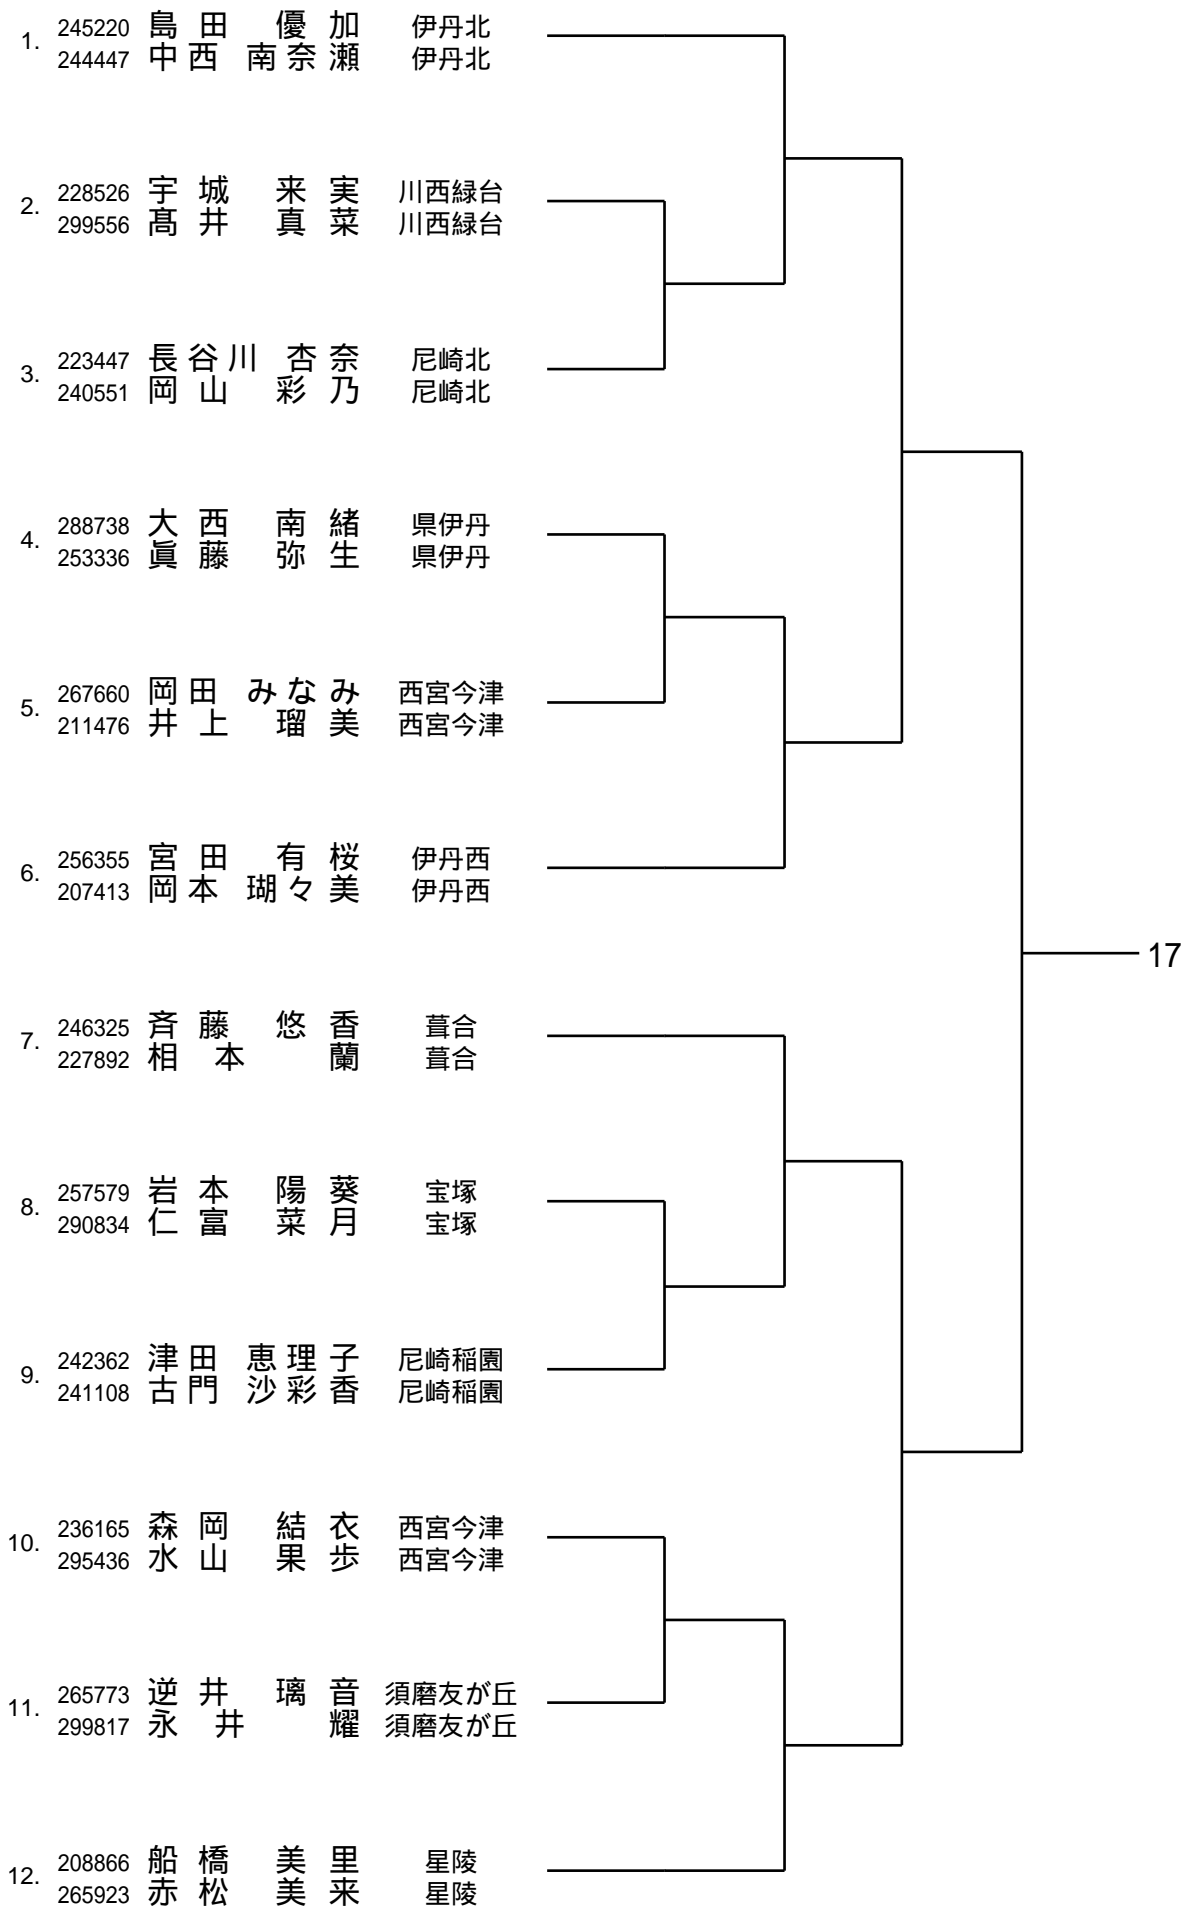 1. 245220 島田 優加 伊丹北
244447 中西 南奈瀬 伊丹北
2. 228526 宇城 来実 川西緑台
299556 髙井 真菜 川西緑台
3. 223447 長谷川 杏奈 尼崎北
240551 岡山 彩乃 尼崎北
4. 288738 大西 南緒 県伊丹
253336 眞藤 弥生 県伊丹
5. 267660 岡田 みなみ 西宮今津
211476 井上 瑠美 西宮今津
6. 256355 宮田 有桜 伊丹西
207413 岡本 瑚々美 伊丹西
17
7. 246325 斉藤 悠香 葺合
227892 相本 蘭 葺合
8. 257579 岩本 陽葵 宝塚
290834 仁富 菜月 宝塚
9. 242362 津田 恵理子 尼崎稲園
241108 古門 沙彩香 尼崎稲園
10. 236165 森岡 結衣 西宮今津
295436 水山 果歩 西宮今津
11. 265773 逆井 璃音 須磨友が丘
299817 永井 耀 須磨友が丘
12. 208866 船橋 美里 星陵
265923 赤松 美来 星陵